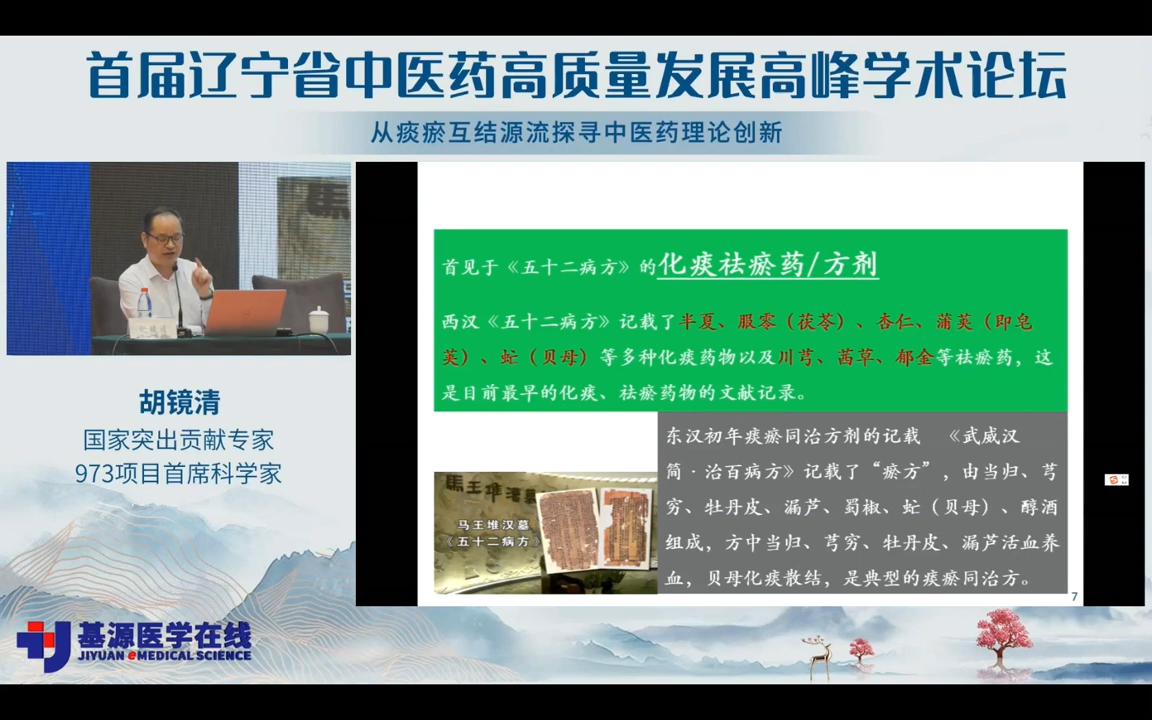 首届辽宁省中医药高质量发展高峰学术论坛
从痰瘀互结源流探寻中医药理论创新
胡镜清
国家突出贡献专家
973项目首席科学家
首见于《五十二病方》的化痰祛瘀药/方剂
西汉《五十二病方》记载了半夏、服零（茯苓）、杏仁、蒲荚（即皂
荚）、虻（贝母）等多种化痰药物以及川芎、茜草、郁金等祛瘀药，这
是目前最早的化痰、祛瘀药物的文献记录。
马王堆汉墓
马王堆汉墓
《五十二病方》
东汉初年痰瘀同治方剂的记载 《武威汉
简·治百病方》记载了“瘀方”，由当归、芎
穷、牡丹皮、漏芦、蜀椒、虻（贝母）、醇酒
组成，方中当归、芎穷、牡丹皮、漏芦活血养
血，贝母化痰散结，是典型的痰瘀同治方。
7
基源医学在线
JIYUAN eMEDICAL SCIENCE